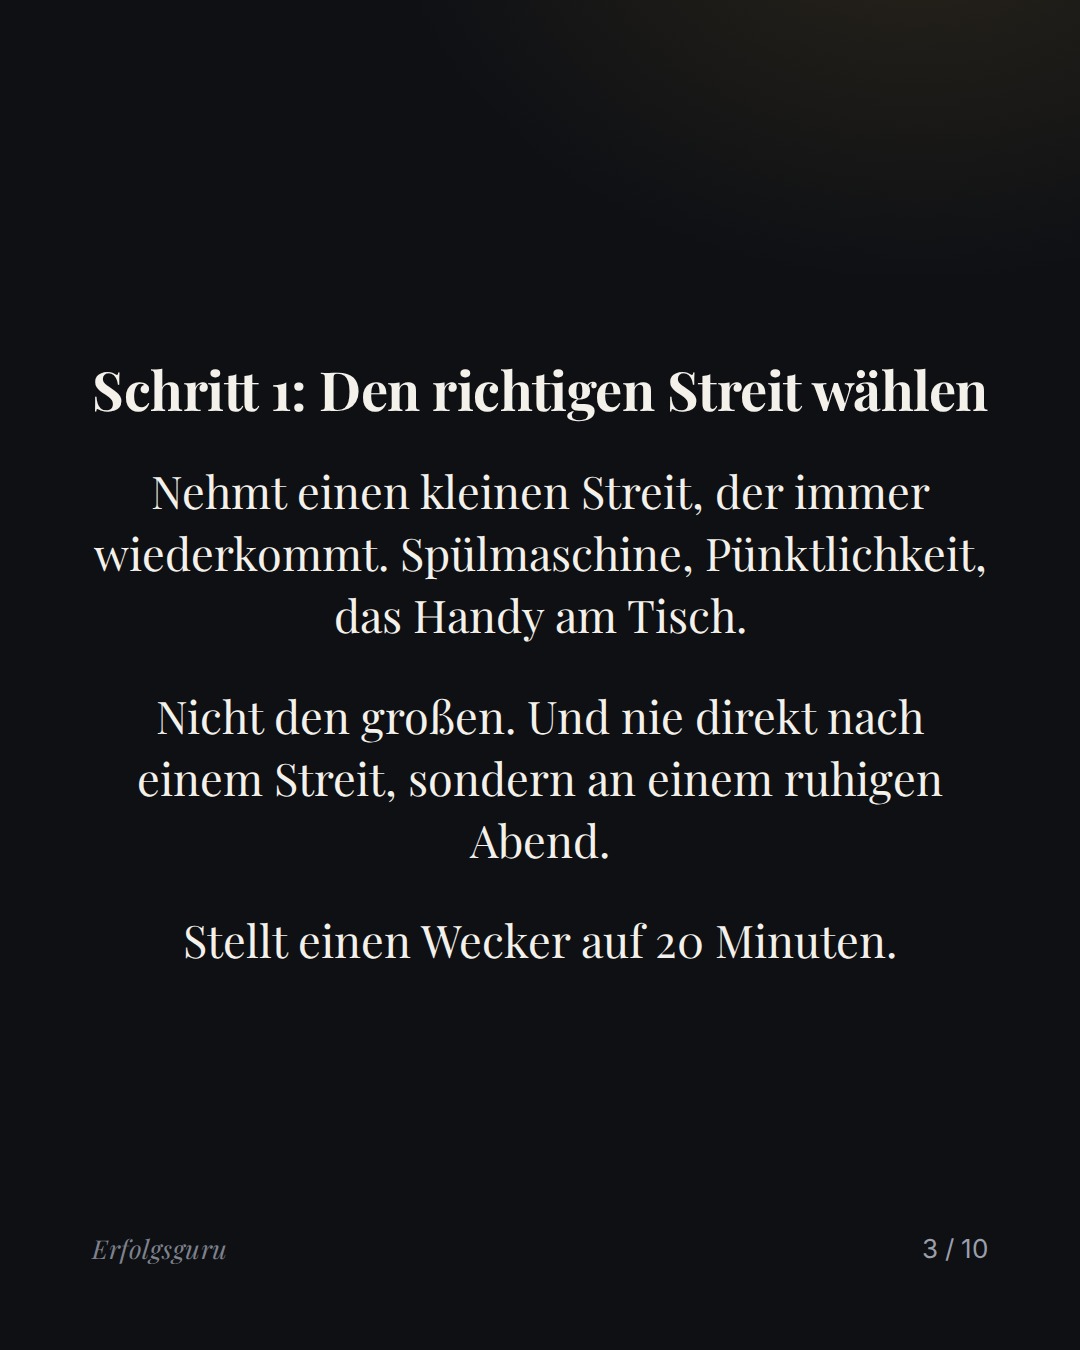 Schritt 1: Den richtigen Streit wählen
Nehmt einen kleinen Streit, der immer
wiederkommt. Spülmaschine, Pünktlichkeit,
das Handy am Tisch.
Nicht den großen. Und nie direkt nach
einem Streit, sondern an einem ruhigen
Abend.
Stellt einen Wecker auf 20 Minuten.
Erfolgsguru
3 / 10